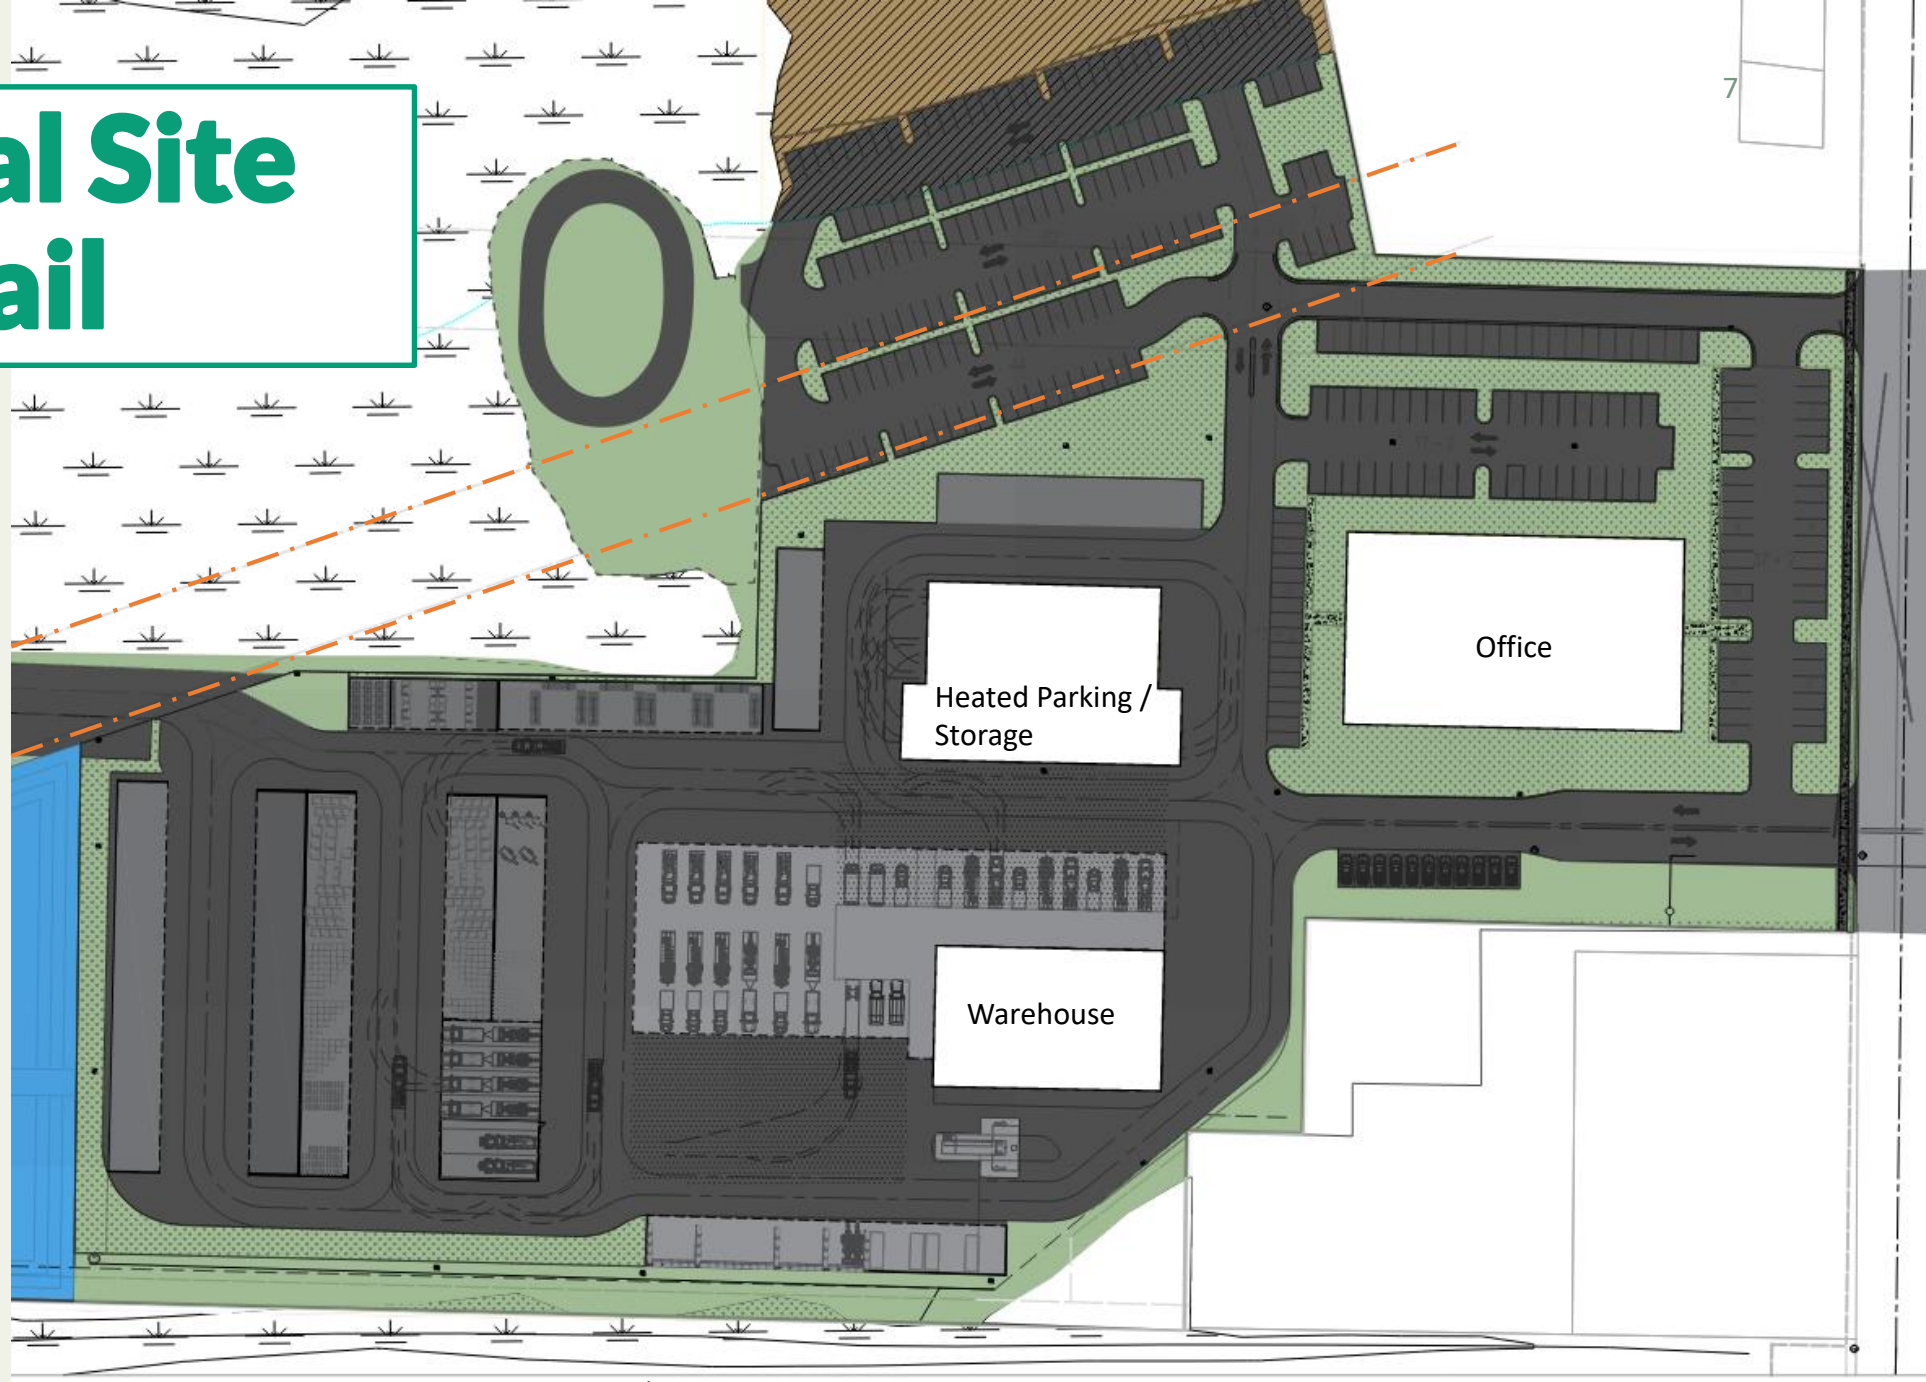 al Site
ail
7
Office
Heated Parking /
Storage
Warehouse